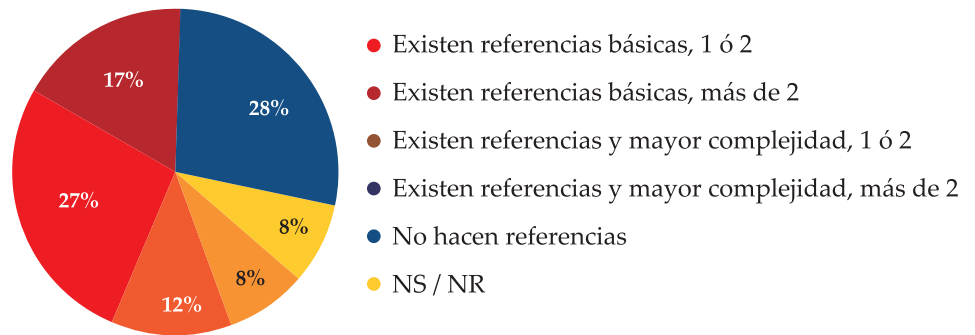 17%
28%
27%
8%
8%
12%
Existen referencias básicas, 1 ó 2
Existen referencias básicas, más de 2
Existen referencias y mayor complejidad, 1 ó 2
Existen referencias y mayor complejidad, más de 2
No hacen referencias
NS / NR